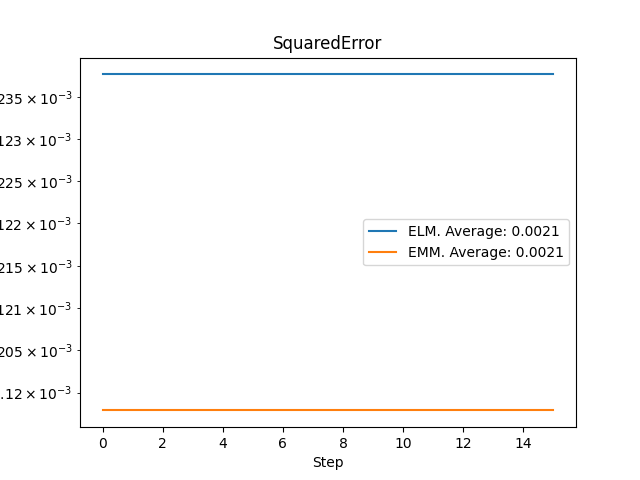 SquaredError
235 × 10⁻³
123 × 10⁻³
225 × 10⁻³
122 × 10⁻³
215 × 10⁻³
121 × 10⁻³
205 × 10⁻³
.12 × 10⁻³
ELM. Average: 0.0021
EMM. Average: 0.0021
0 2 4 6 8 10 12 14
Step